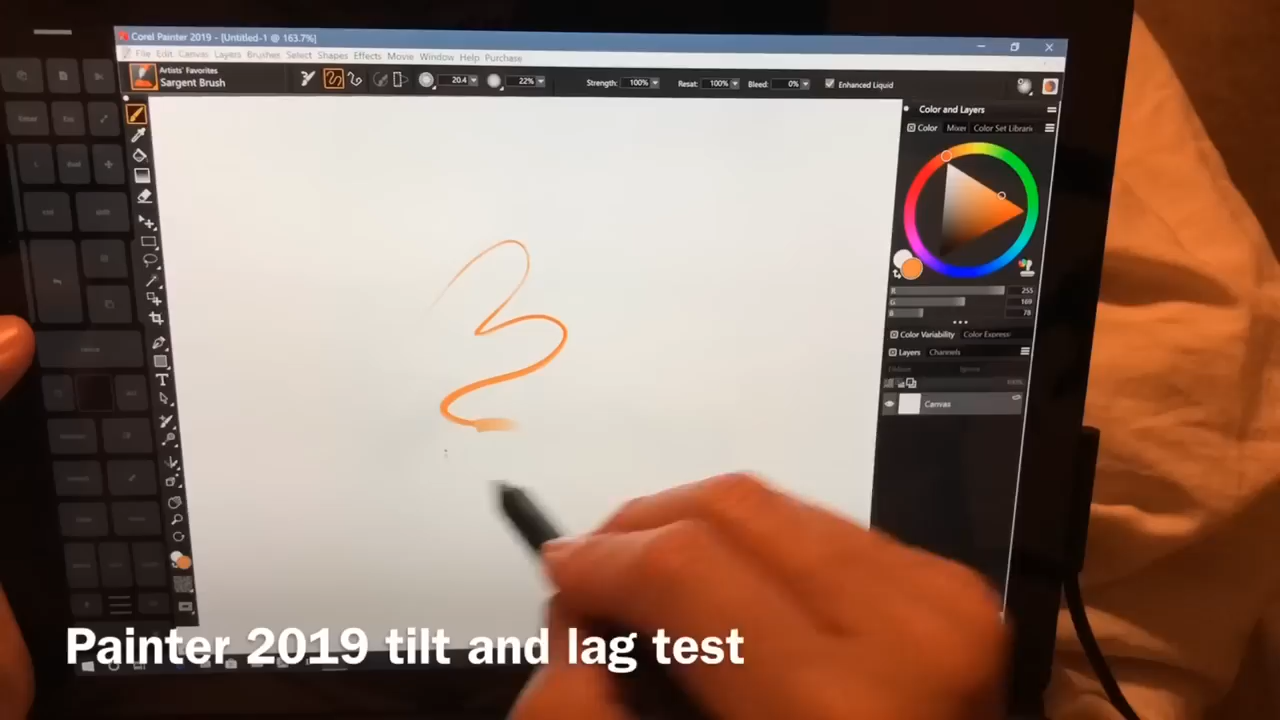 Corel Painter 2019 - [Untitled-1 @ 163.7%]
File Edit Canvas Layers Brushes Select Shapes Effects Movie Window Help Purchase
Artists' Favorites
Sargent Brush
20.4 22% Strength: 100% Resat: 100% Bleed: 0% Enhanced Liquid
Color and Layers
Color Mixer Color Set Librari
R 255
G 169
B 78
Color Variability Color Express
Layers Channels
100%
Canvas
T
Painter 2019 tilt and lag test